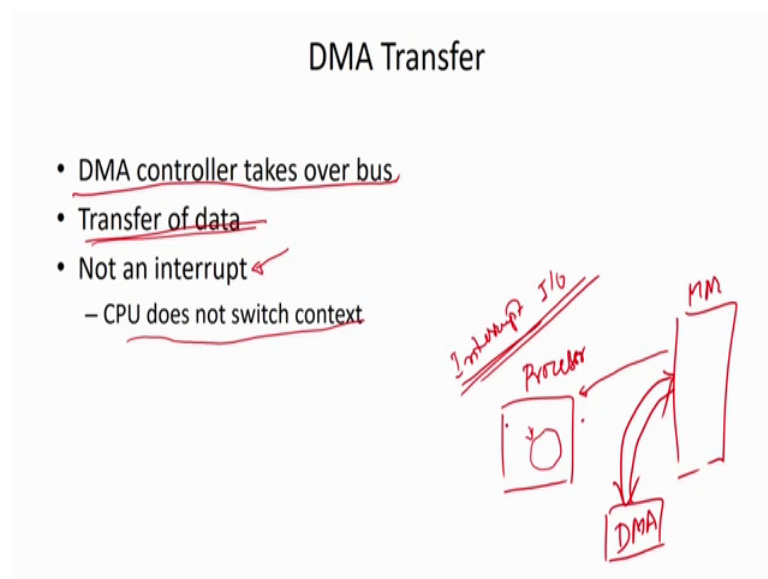 DMA Transfer
• DMA controller takes over bus
• Transfer of data
• Not an interrupt
– CPU does not switch context
Interrupt I/O
MM
Procesor
DMA